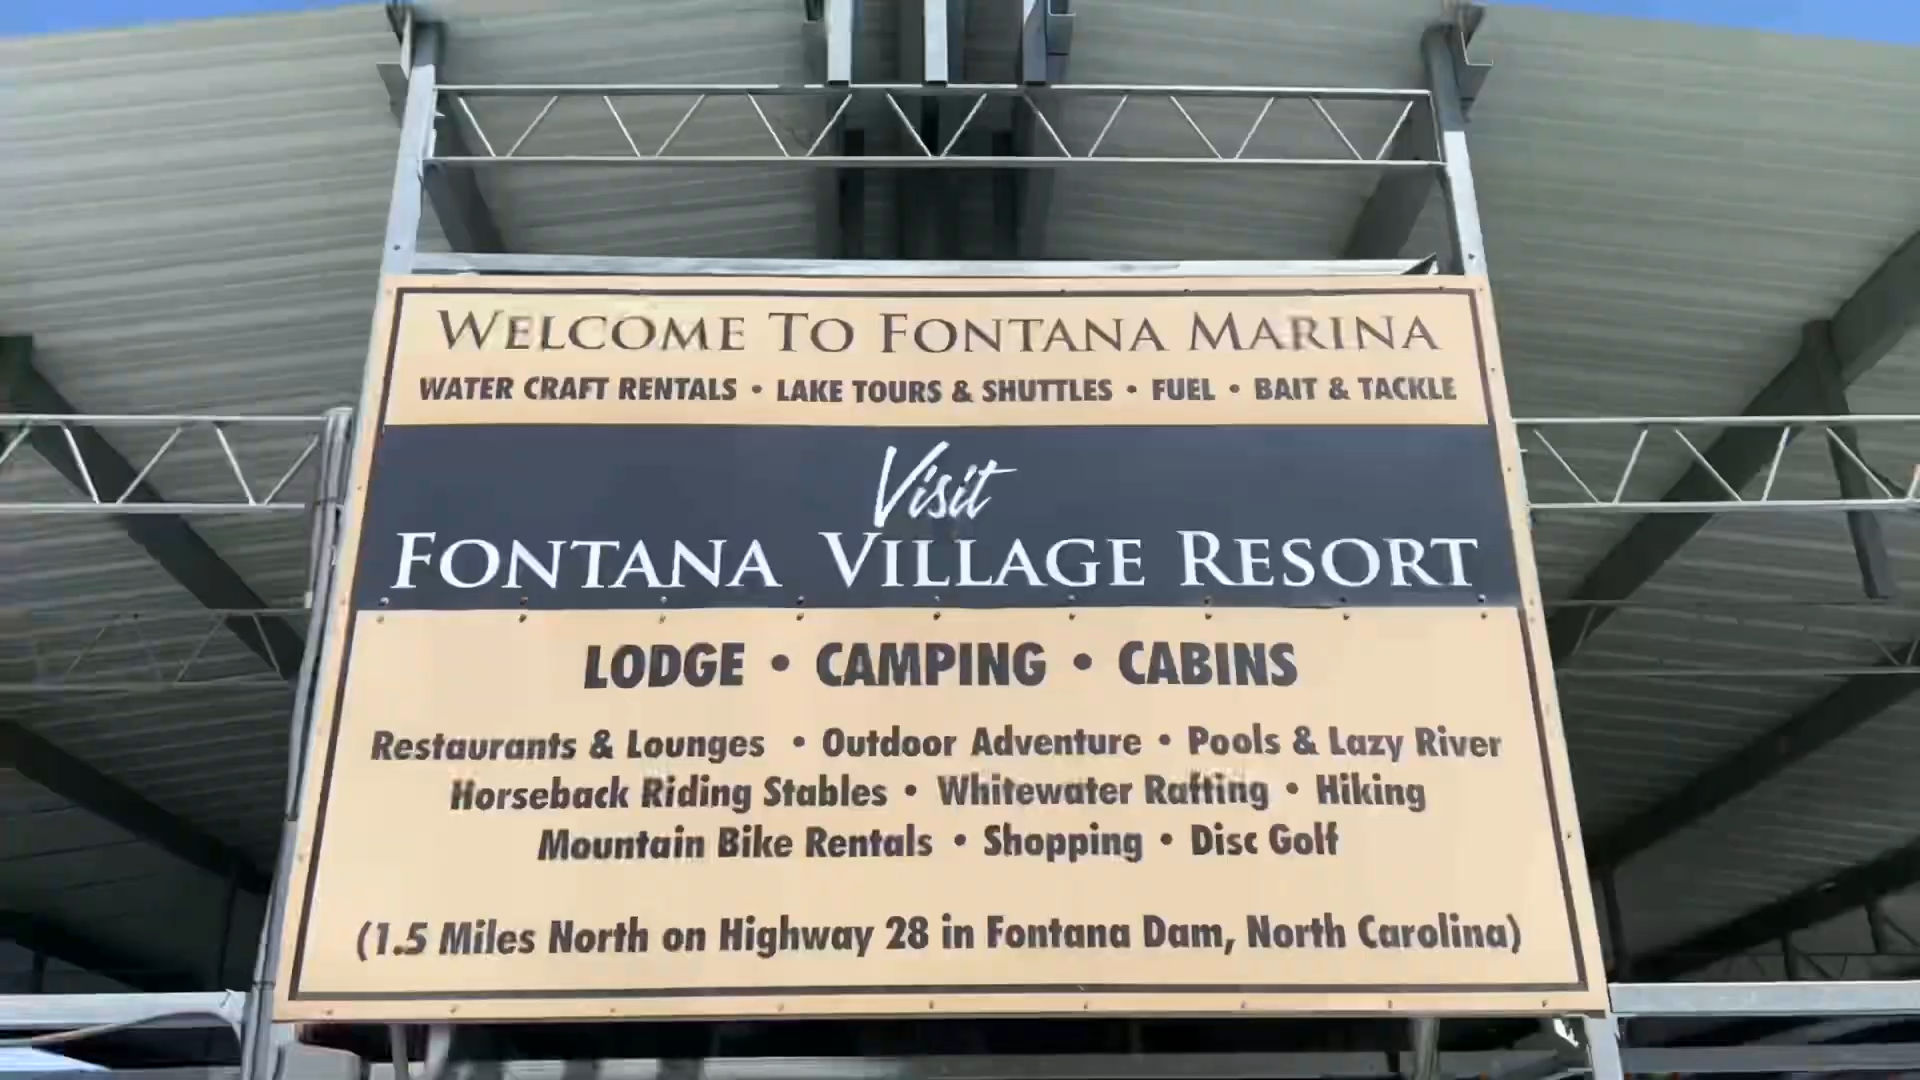 WELCOME TO FONTANA MARINA
WATER CRAFT RENTALS • LAKE TOURS & SHUTTLES • FUEL • BAIT & TACKLE
Visit
FONTANA VILLAGE RESORT
LODGE • CAMPING • CABINS
Restaurants & Lounges • Outdoor Adventure • Pools & Lazy River
Horseback Riding Stables • Whitewater Rafting • Hiking
Mountain Bike Rentals • Shopping • Disc Golf
(1.5 Miles North on Highway 28 in Fontana Dam, North Carolina)